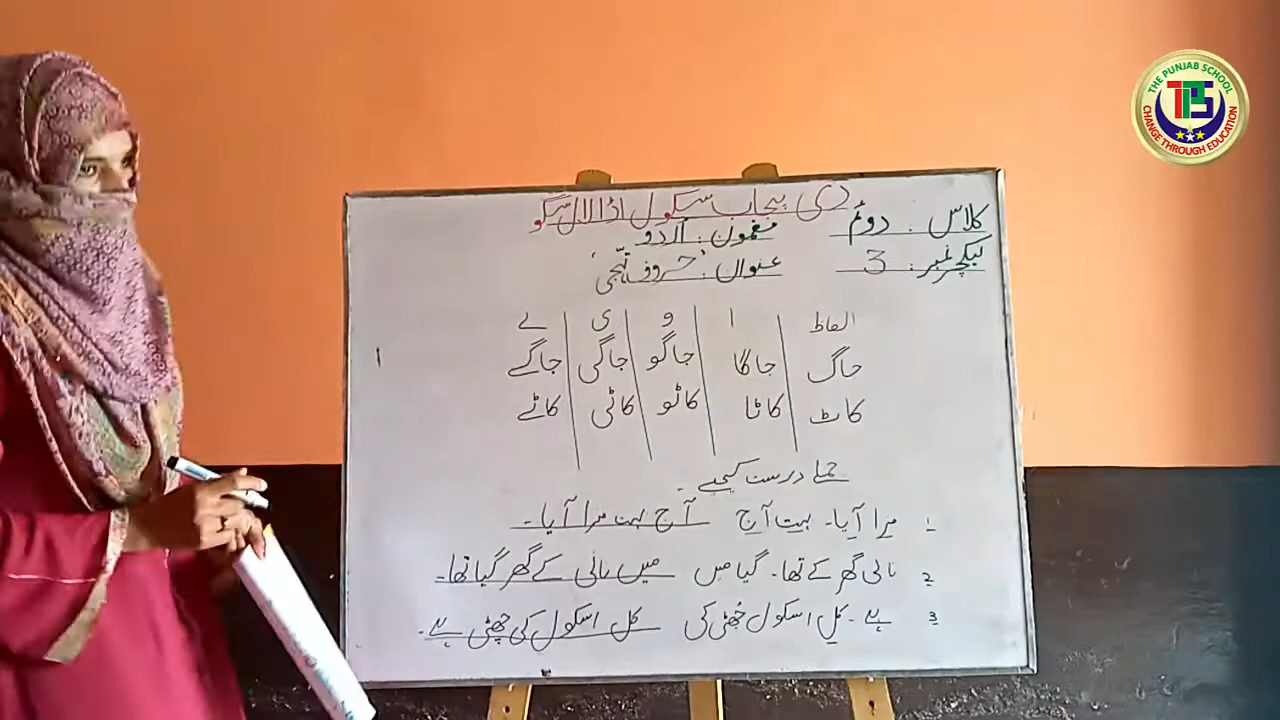 دی پنجاب سکول اڈا لال سگو
کلاس : دوئم مضمون : اُردو
لیکچر نمبر : 3 عنوان : 'حروف تہجی'
الفاظ ا و ی ے
جاگ جاگا جاگو جاگی جاگے
کاٹ کاٹا کاٹو کاٹی کاٹے
جملے درست کیجیے ۔
1 مزا آیا۔ بہت آج آج بہت مزا آیا۔
2 نانی گھر کے تھا۔ گیا میں میں نانی کے گھر گیا تھا۔
3 ہے ۔ کل اسکول چھٹی کی کل اسکول کی چھٹی ہے۔
THE PUNJAB SCHOOL
TPS
CHANGE THROUGH EDUCATION